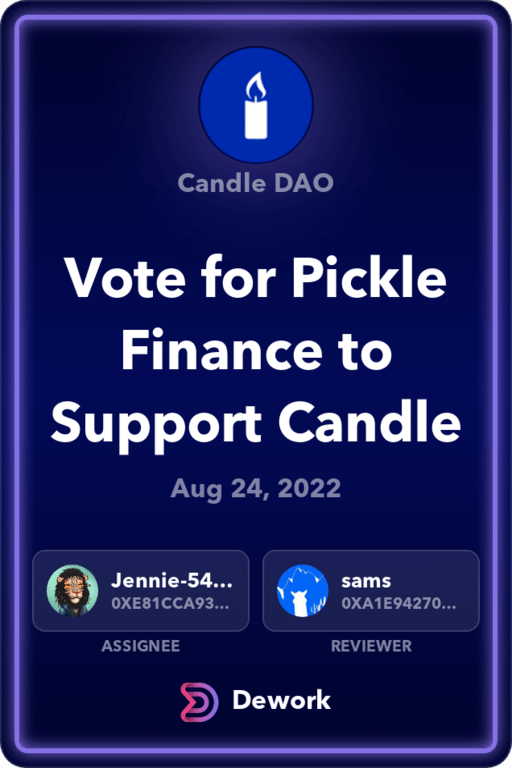 Candle DAO
Vote for Pickle
Finance to
Support Candle
Aug 24, 2022
Jennie-54...
0XE81CCA93...
ASSIGNEE
sams
0XA1E94270...
REVIEWER
Dework